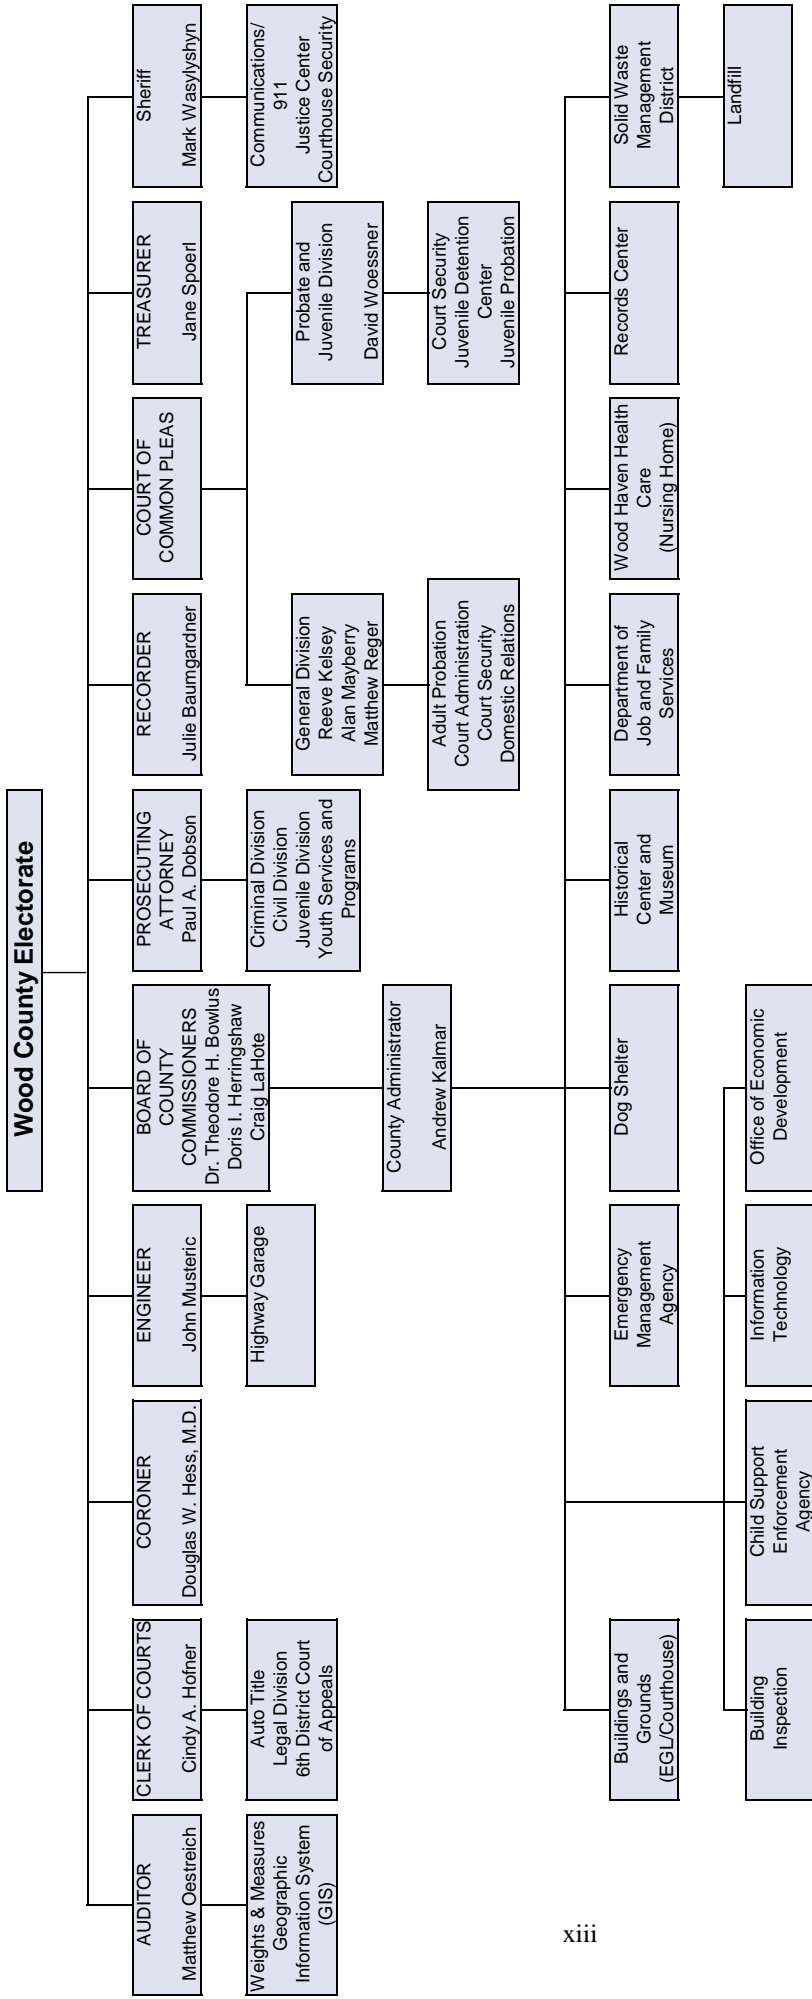 Wood County Electorate
AUDITOR
Matthew Oestreich
CLERK OF COURTS
Cindy A. Hofner
CORONER
Douglas W. Hess, M.D.
ENGINEER
John Musteric
BOARD OF
COUNTY
COMMISSIONERS
Dr. Theodore H. Bowlus
Doris I. Herringshaw
Craig LaHote
PROSECUTING
ATTORNEY
Paul A. Dobson
RECORDER
Julie Baumgardner
COURT OF
COMMON PLEAS
TREASURER
Jane Spoerl
Sheriff
Mark Wasylyshyn
Weights & Measures
Geographic
Information System
(GIS)
Auto Title
Legal Division
6th District Court
of Appeals
Highway Garage
Criminal Division
Civil Division
Juvenile Division
Youth Services and
Programs
Communications/
911
Justice Center
Courthouse Security
General Division
Reeve Kelsey
Alan Mayberry
Matthew Reger
Probate and
Juvenile Division
David Woessner
County Administrator
Andrew Kalmar
Adult Probation
Court Administration
Court Security
Domestic Relations
Court Security
Juvenile Detention
Center
Juvenile Probation
Buildings and
Grounds
(EGL/Courthouse)
Emergency
Management
Agency
Dog Shelter
Historical
Center and
Museum
Department of
Job and Family
Services
Wood Haven Health
Care
(Nursing Home)
Records Center
Solid Waste
Management
District
Landfill
Building
Inspection
Child Support
Enforcement
Agency
Information
Technology
Office of Economic
Development
xiii